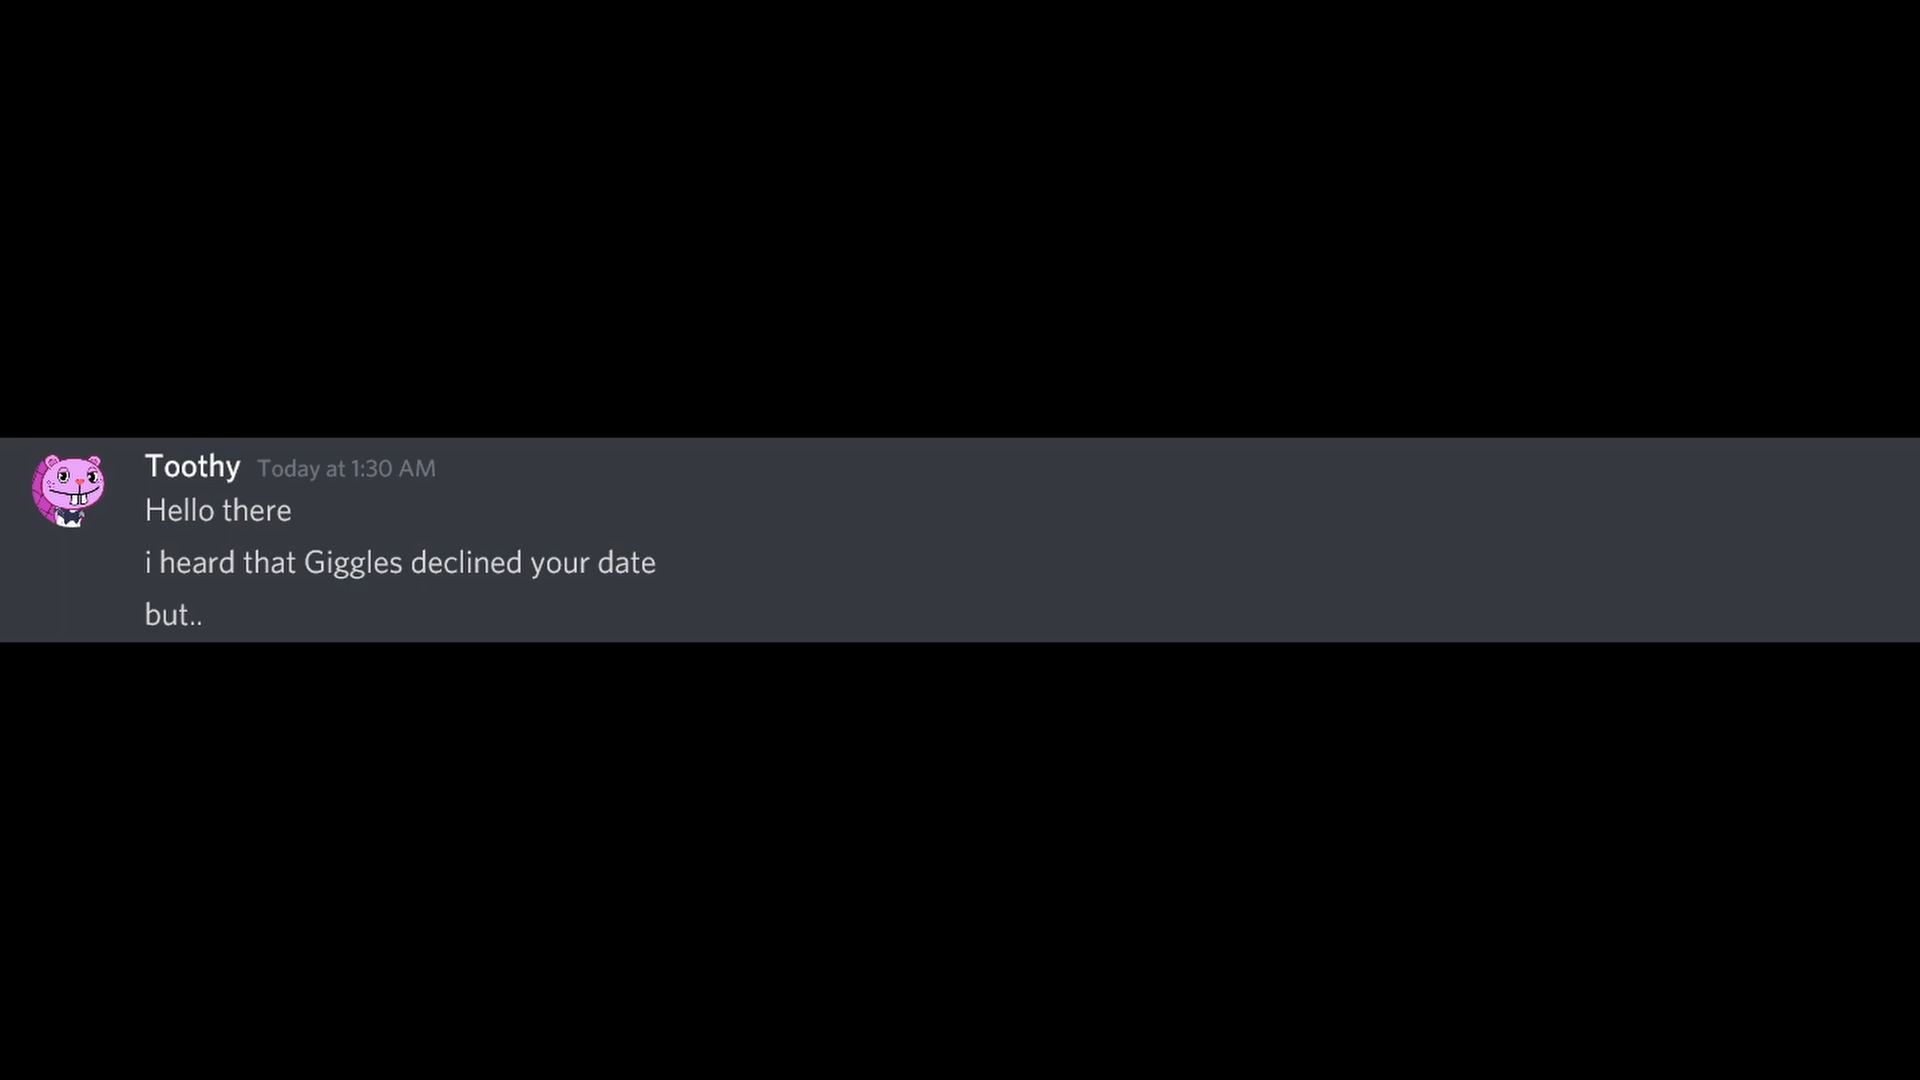 Toothy Today at 1:30 AM
Hello there
i heard that Giggles declined your date
but..